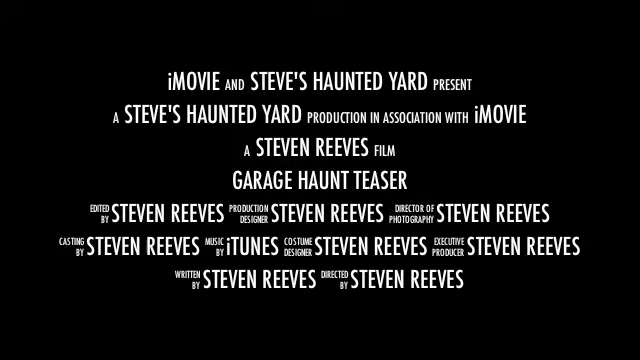 iMOVIE AND STEVE'S HAUNTED YARD PRESENT
A STEVE'S HAUNTED YARD PRODUCTION IN ASSOCIATION WITH iMOVIE
A STEVEN REEVES FILM
GARAGE HAUNT TEASER
EDITED BY STEVEN REEVES PRODUCTION DESIGNER STEVEN REEVES DIRECTOR OF PHOTOGRAPHY STEVEN REEVES
CASTING BY STEVEN REEVES MUSIC BY iTUNES COSTUME DESIGNER STEVEN REEVES EXECUTIVE PRODUCER STEVEN REEVES
WRITTEN BY STEVEN REEVES DIRECTED BY STEVEN REEVES